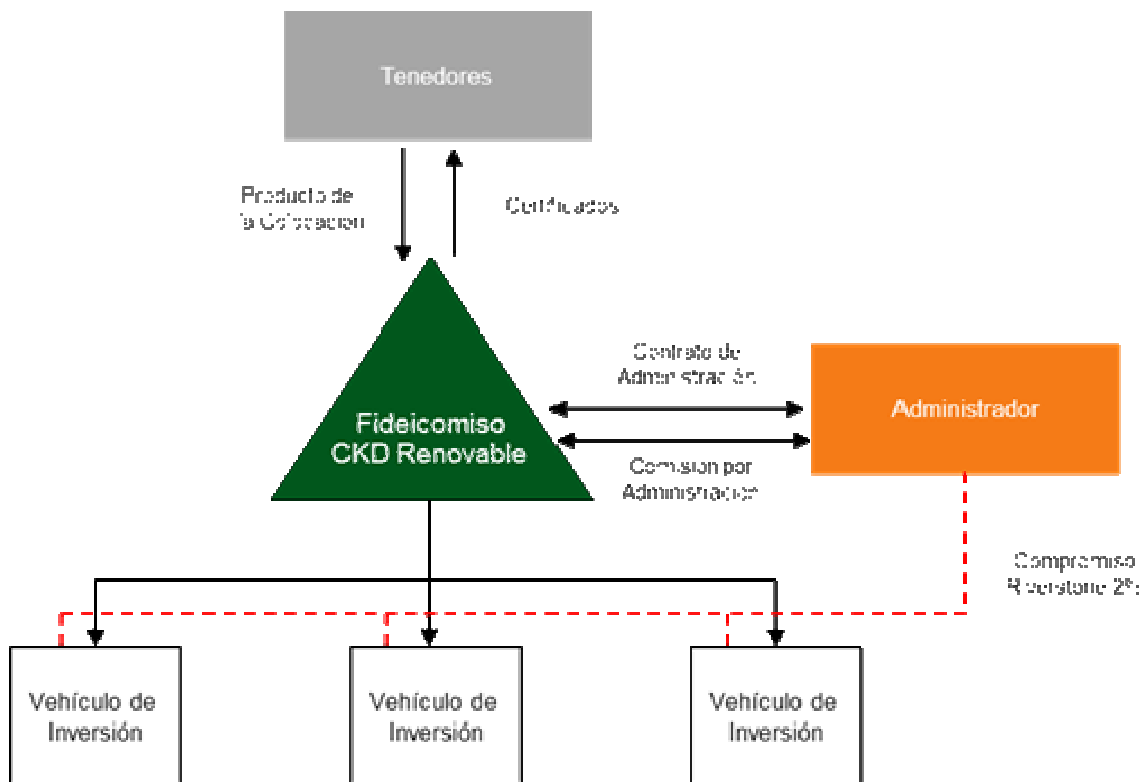 Tenedores
Producto de
la Colocación
Certificados
Contrato de
Administración
Administrador
Fideicomiso
CKD Renovable
Comisión por
Administración
Compromiso
Riverstone 2%
Vehículo de
Inversión
Vehículo de
Inversión
Vehículo de
Inversión